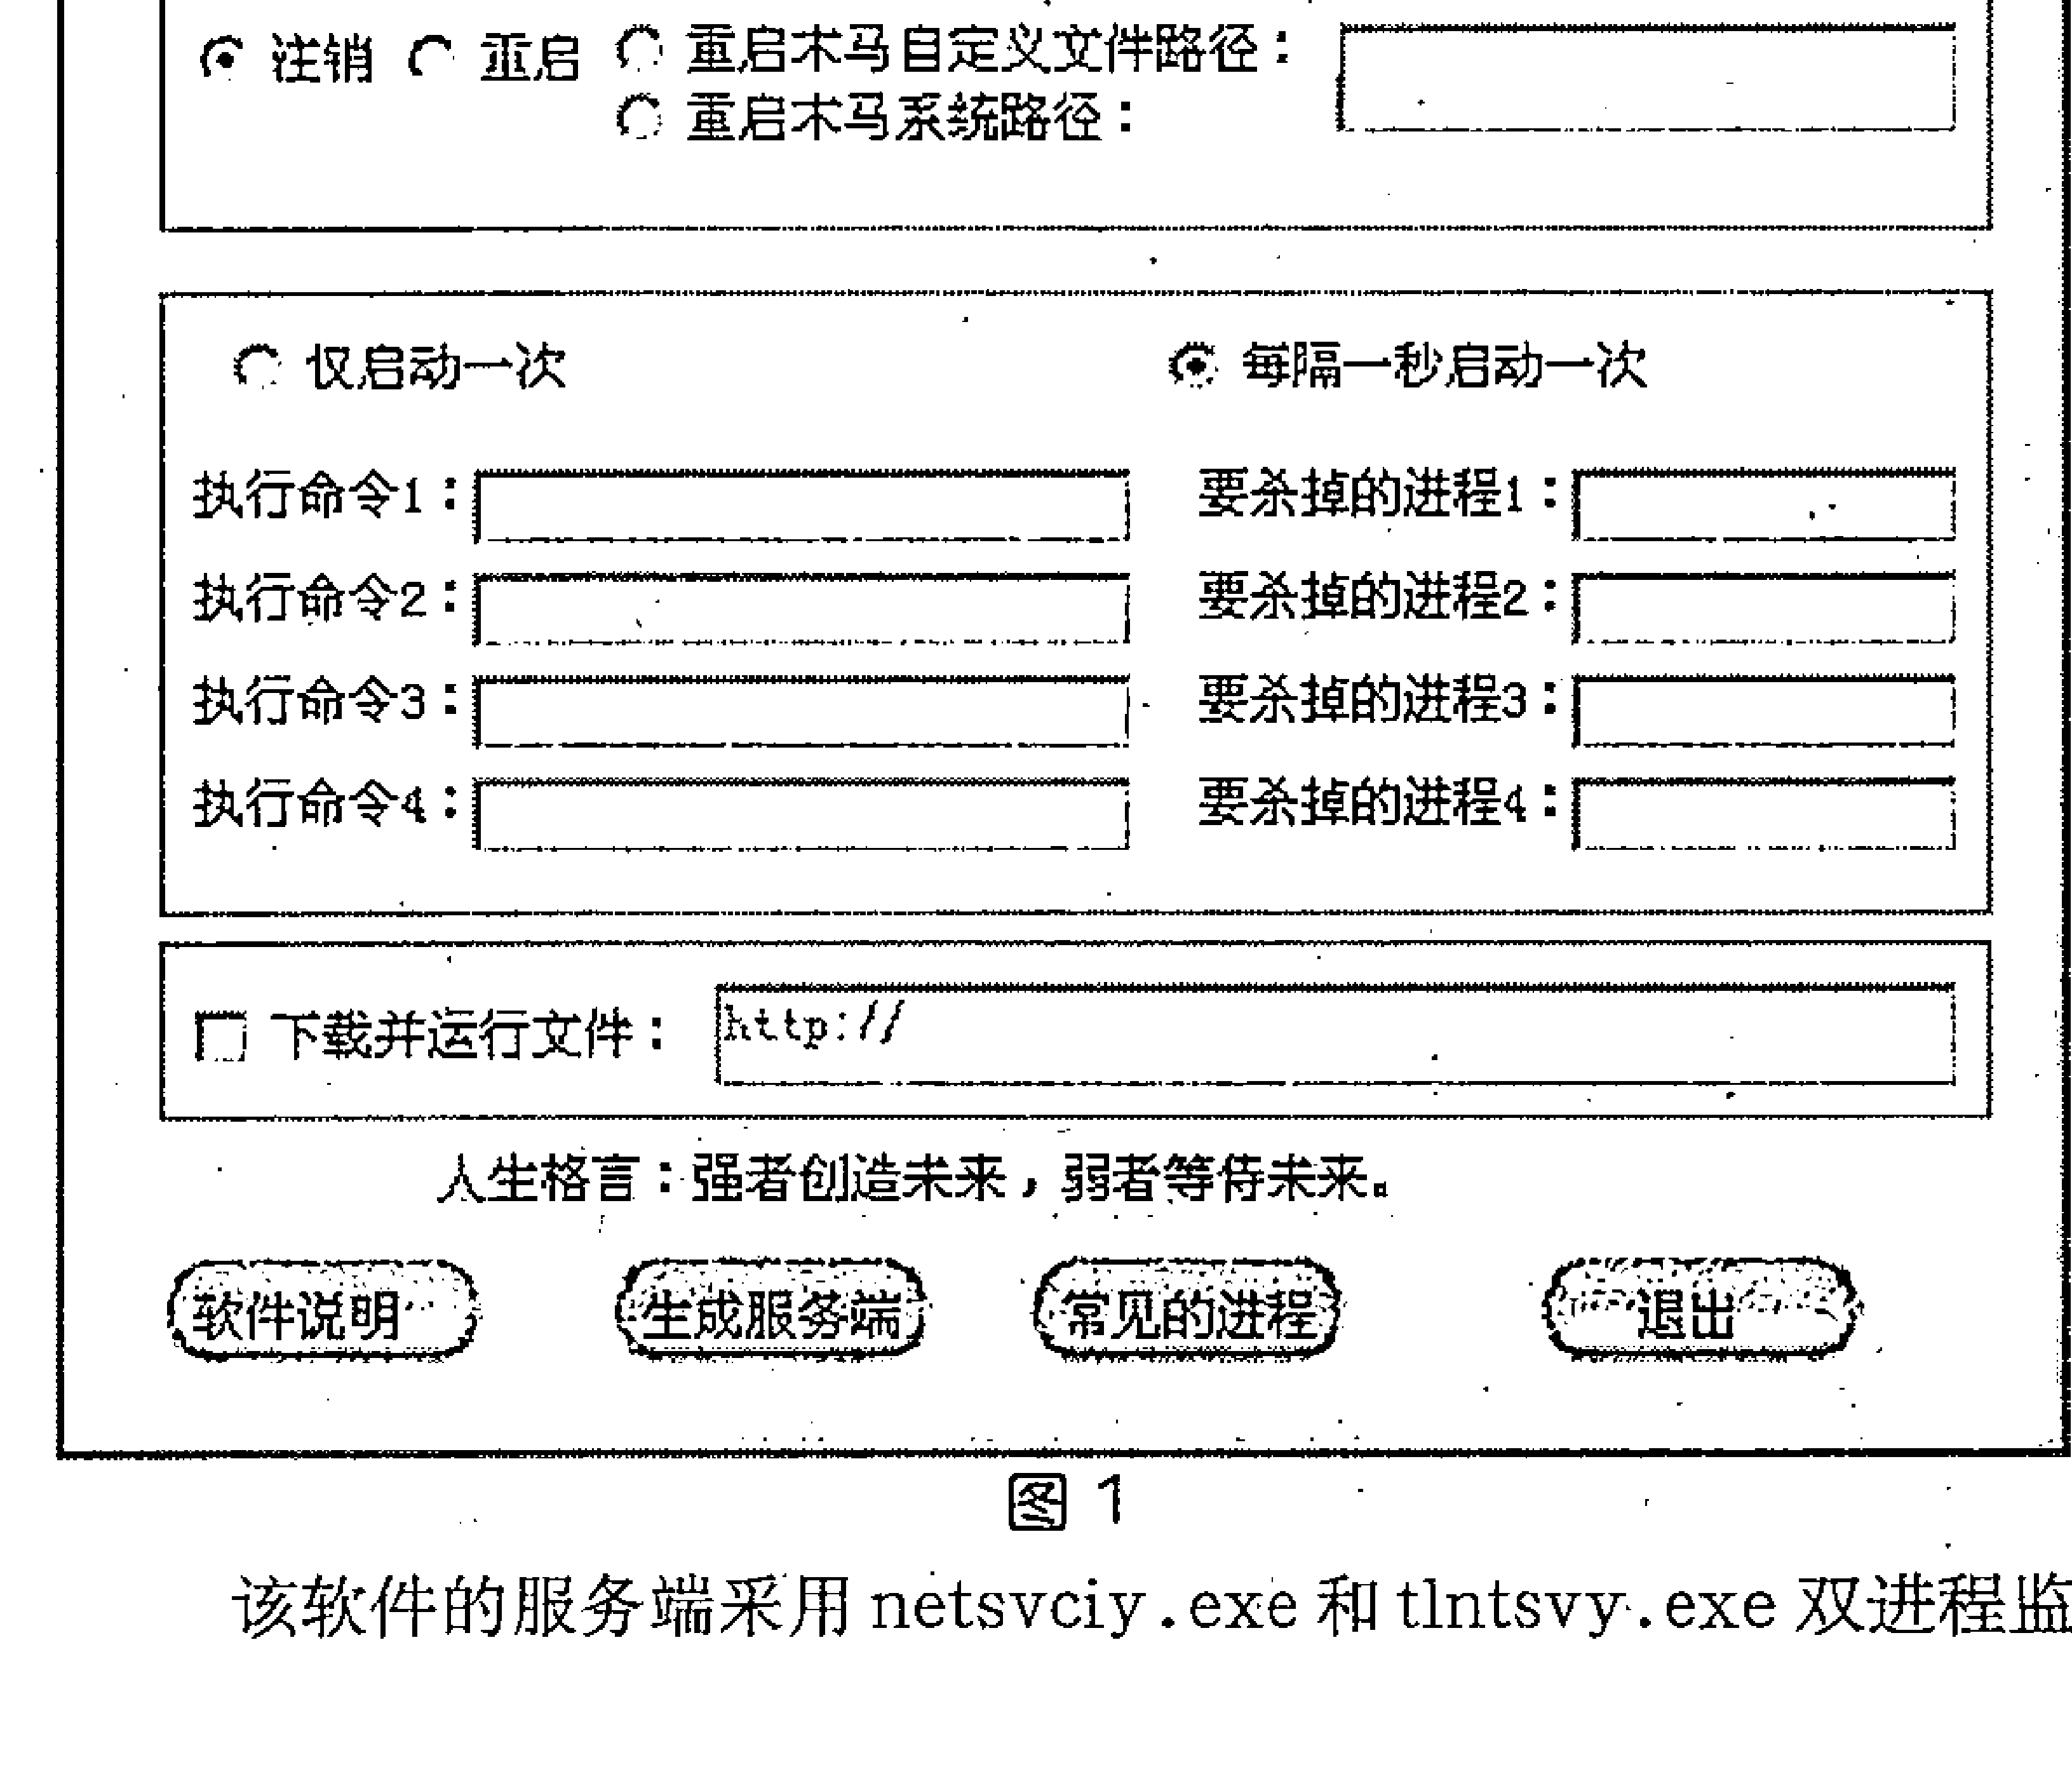 注销 重启 重启木马自定义文件路径：
重启木马系统路径：
仅启动一次 每隔一秒启动一次
执行命令1： 要杀掉的进程1：
执行命令2： 要杀掉的进程2：
执行命令3： 要杀掉的进程3：
执行命令4： 要杀掉的进程4：
下载并运行文件： http://
人生格言：强者创造未来，弱者等侍未来。
软件说明 生成服务端 常见的进程 退出
图 1
该软件的服务端采用 netsvciy.exe 和 tlntsvy.exe 双进程监